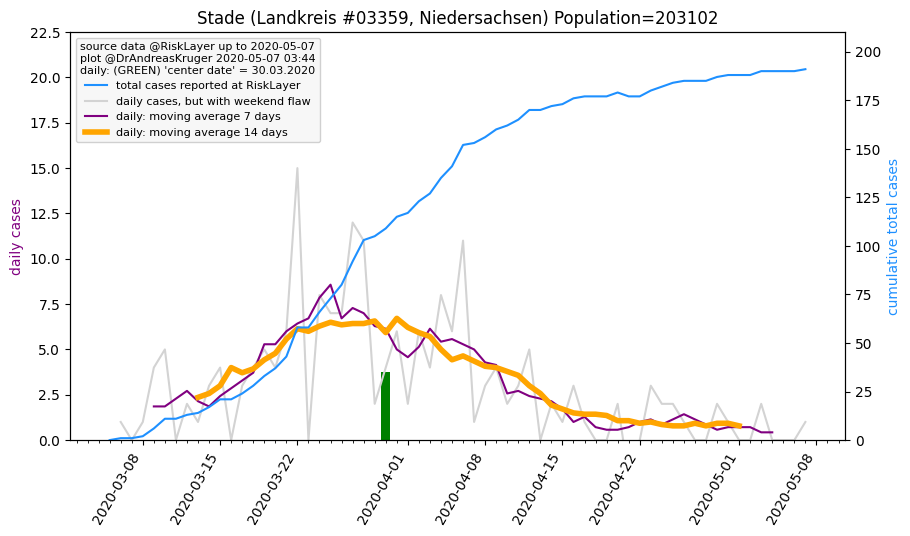 Stade (Landkreis #03359, Niedersachsen) Population=203102
source data @RiskLayer up to 2020-05-07
plot @DrAndreasKruger 2020-05-07 03:44
daily: (GREEN) 'center date' = 30.03.2020
total cases reported at RiskLayer
daily cases, but with weekend flaw
daily: moving average 7 days
daily: moving average 14 days
daily cases
22.5
20.0
17.5
15.0
12.5
10.0
7.5
5.0
2.5
0.0
cumulative total cases
200
175
150
125
100
75
50
25
0
2020-03-08
2020-03-15
2020-03-22
2020-04-01
2020-04-08
2020-04-15
2020-04-22
2020-05-01
2020-05-08